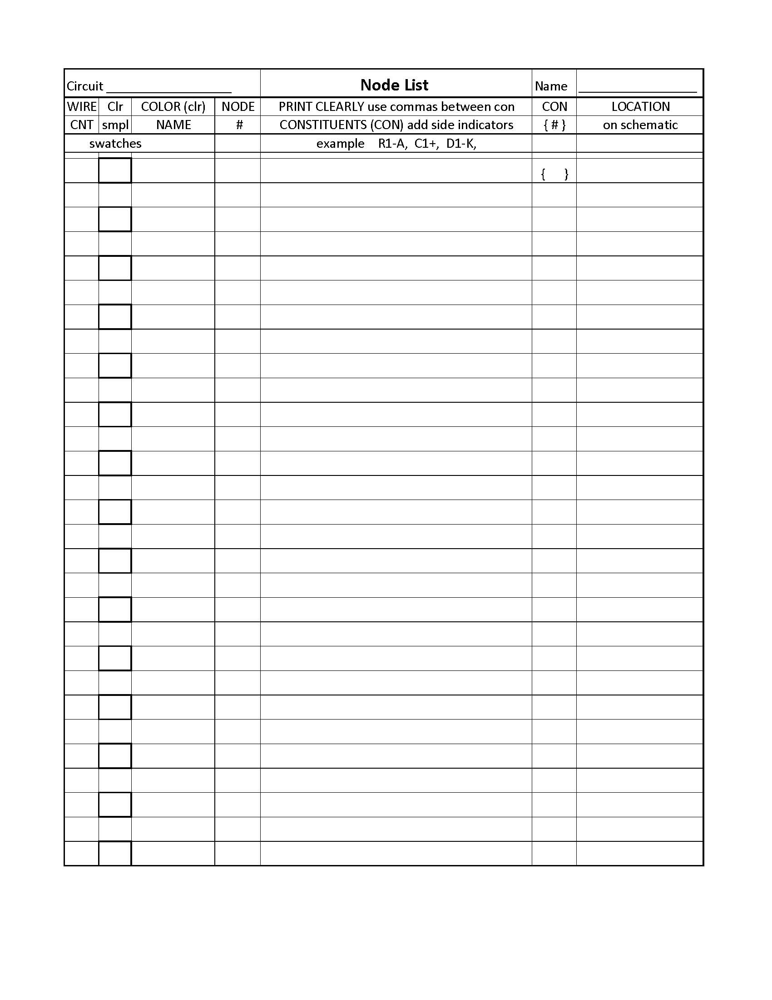 Circuit ____________________ Node List Name ____________________
WIRE Clr COLOR (clr) NODE PRINT CLEARLY use commas between con CON LOCATION
CNT smpl NAME # CONSTITUENTS (CON) add side indicators { # } on schematic
swatches example R1-A, C1+, D1-K,
{ }